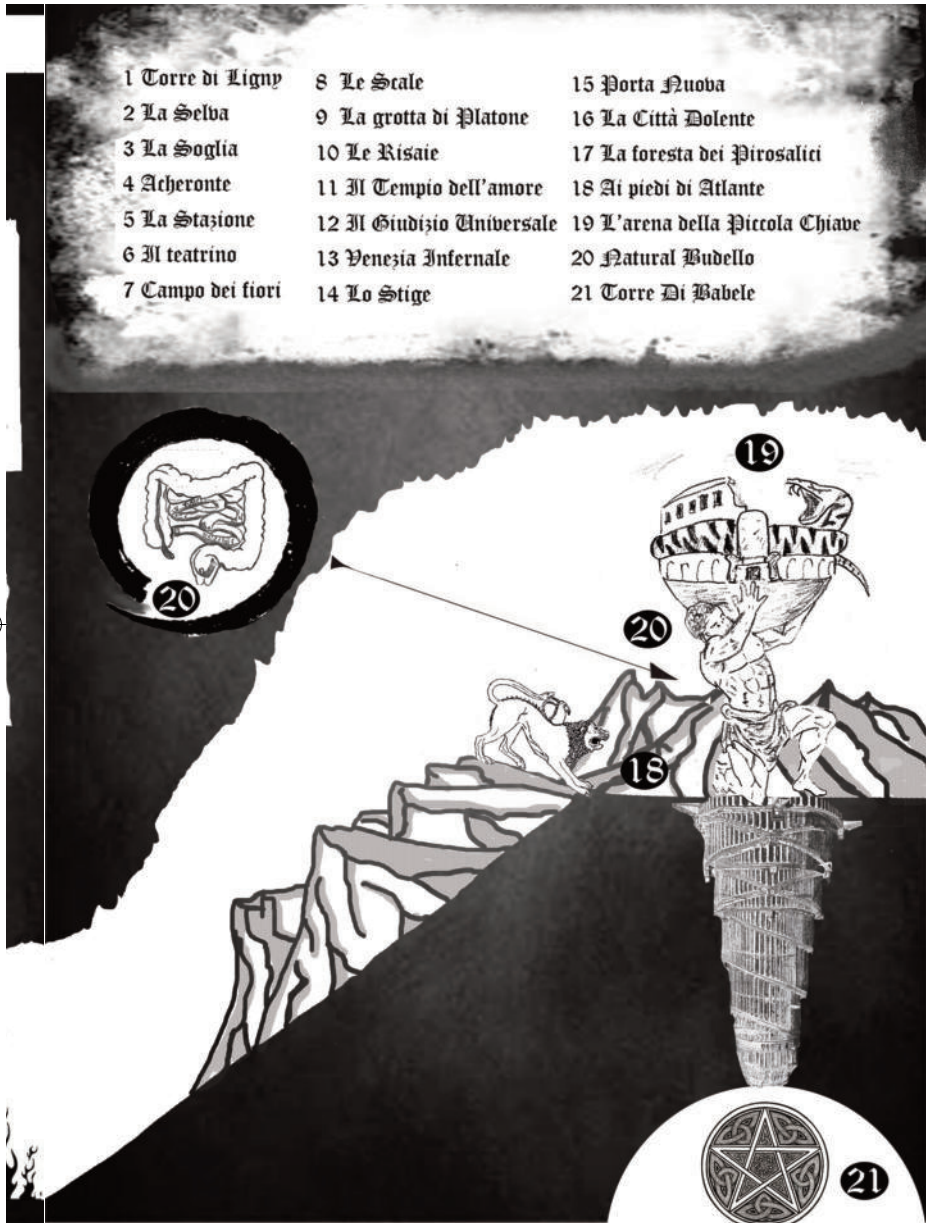 1 Torre di Ligny
2 La Selva
3 La Soglia
4 Acheronte
5 La Stazione
6 Il teatrino
7 Campo dei fiori
8 Le Scale
9 La grotta di Platone
10 Le Risaie
11 Il Tempio dell'amore
12 Il Giudizio Universale
13 Venezia Infernale
14 Lo Stige
15 Porta Nuova
16 La Città Dolente
17 La foresta dei Pirosalici
18 Ai piedi di Atlante
19 L'arena della Piccola Chiave
20 Natural Budello
21 Torre Di Babele
19
20
20
18
21